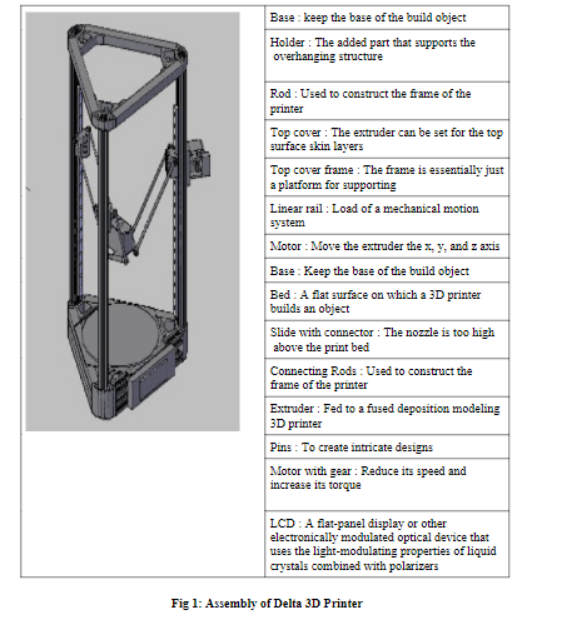 Base : keep the base of the build object
Holder : The added part that supports the
overhanging structure
Rod : Used to construct the frame of the
printer
Top cover : The extruder can be set for the top
surface skin layers
Top cover frame : The frame is essentially just
a platform for supporting
Linear rail : Load of a mechanical motion
system
Motor : Move the extruder the x, y, and z axis
Base : Keep the base of the build object
Bed : A flat surface on which a 3D printer
builds an object
Slide with connector : The nozzle is too high
above the print bed
Connecting Rods : Used to construct the
frame of the printer
Extruder : Fed to a fused deposition modeling
3D printer
Pins : To create intricate designs
Motor with gear : Reduce its speed and
increase its torque
LCD : A flat-panel display or other
electronically modulated optical device that
uses the light-modulating properties of liquid
crystals combined with polarizers
Fig 1: Assembly of Delta 3D Printer